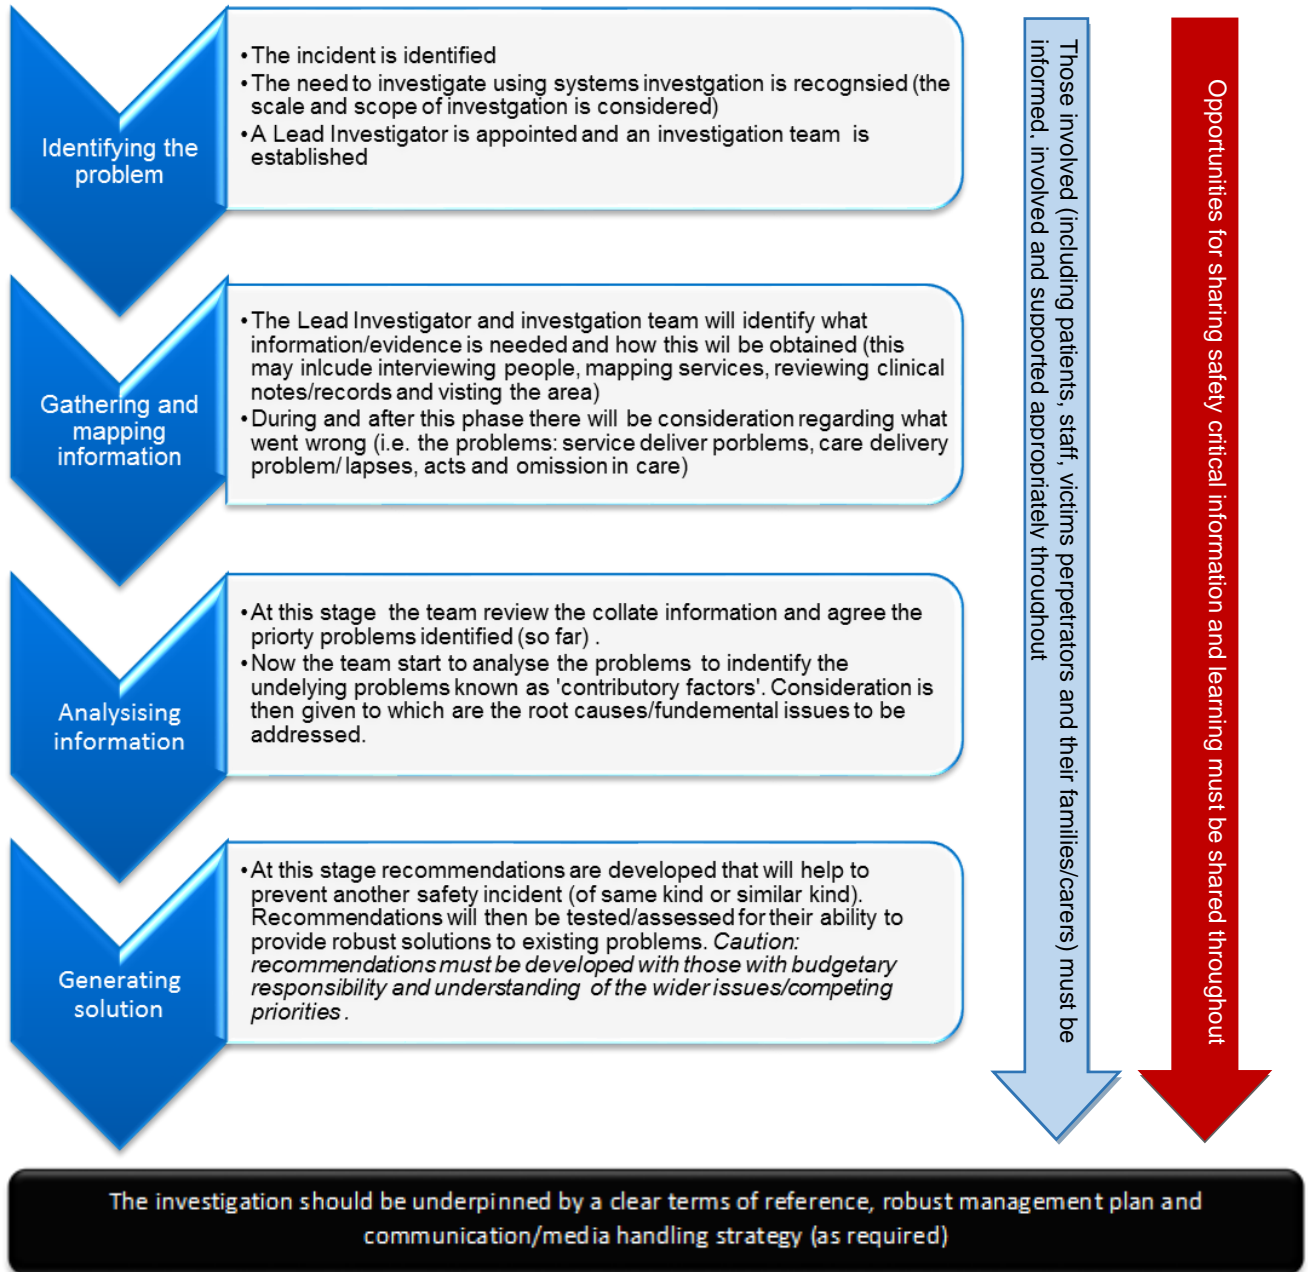 Identifying the
problem
•The incident is identified
•The need to investigate using systems investgation is recognsied (the
scale and scope of investgation is considered)
•A Lead Investigator is appointed and an investigation team is
established
Gathering and
mapping
information
•The Lead Investigator and investgation team will identify what
information/evidence is needed and how this wil be obtained (this
may inlcude interviewing people, mapping services, reviewing clinical
notes/records and visting the area)
•During and after this phase there will be consideration regarding what
went wrong (i.e. the problems: service deliver porblems, care delivery
problem/ lapses, acts and omission in care)
Analysising
information
•At this stage the team review the collate information and agree the
priorty problems identified (so far) .
•Now the team start to analyse the problems to indentify the
undelying problems known as 'contributory factors'. Consideration is
then given to which are the root causes/fundemental issues to be
addressed.
Generating
solution
•At this stage recommendations are developed that will help to
prevent another safety incident (of same kind or similar kind).
Recommendations will then be tested/assessed for their ability to
provide robust solutions to existing problems. Caution:
recommendations must be developed with those with budgetary
responsibility and understanding of the wider issues/competing
priorities .
Those involved (including patients, staff, victims perpetrators and their families/carers) must be
informed, involved and supported appropriately throughout
Opportunities for sharing safety critical information and learning must be shared throughout
The investigation should be underpinned by a clear terms of reference, robust management plan and
communication/media handling strategy (as required)